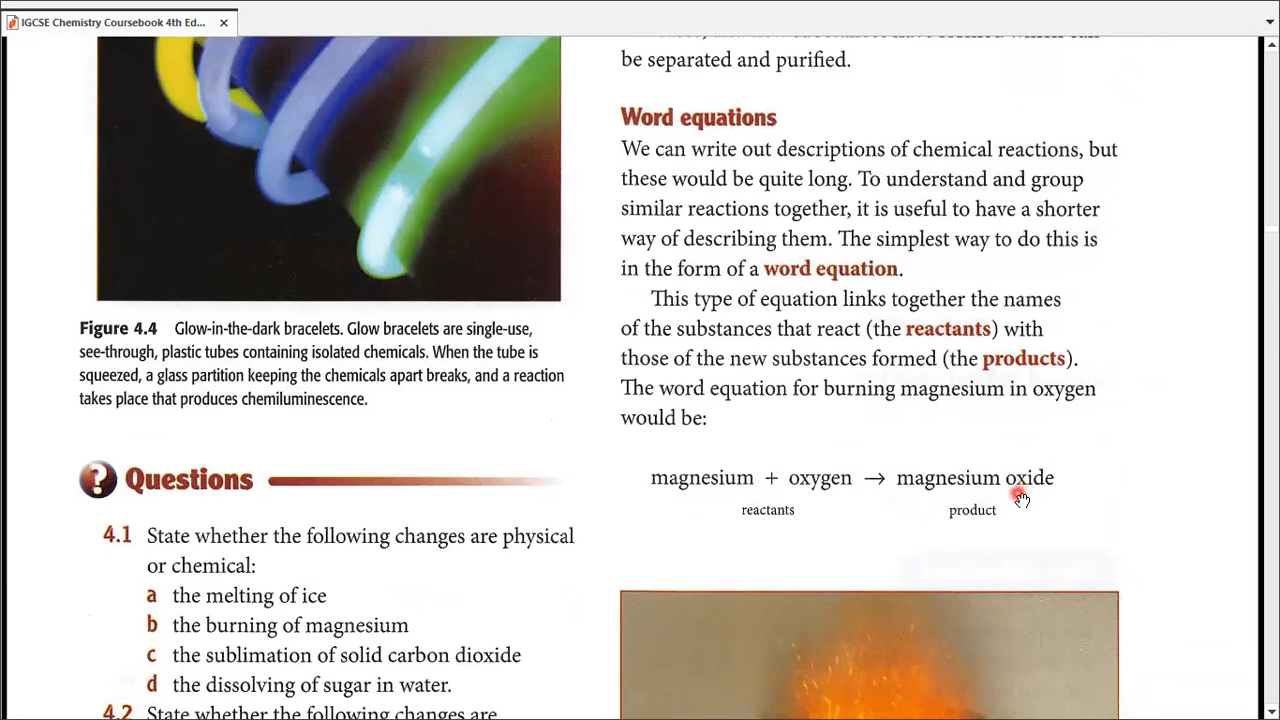 IGCSE Chemistry Coursebook 4th Ed...
Figure 4.4 Glow-in-the-dark bracelets. Glow bracelets are single-use,
see-through, plastic tubes containing isolated chemicals. When the tube is
squeezed, a glass partition keeping the chemicals apart breaks, and a reaction
takes place that produces chemiluminescence.
? Questions
4.1 State whether the following changes are physical
or chemical:
a the melting of ice
b the burning of magnesium
c the sublimation of solid carbon dioxide
d the dissolving of sugar in water.
4.2 State whether the following changes are
be separated and purified.
Word equations
We can write out descriptions of chemical reactions, but
these would be quite long. To understand and group
similar reactions together, it is useful to have a shorter
way of describing them. The simplest way to do this is
in the form of a word equation.
This type of equation links together the names
of the substances that react (the reactants) with
those of the new substances formed (the products).
The word equation for burning magnesium in oxygen
would be:
magnesium + oxygen → magnesium oxide
reactants product